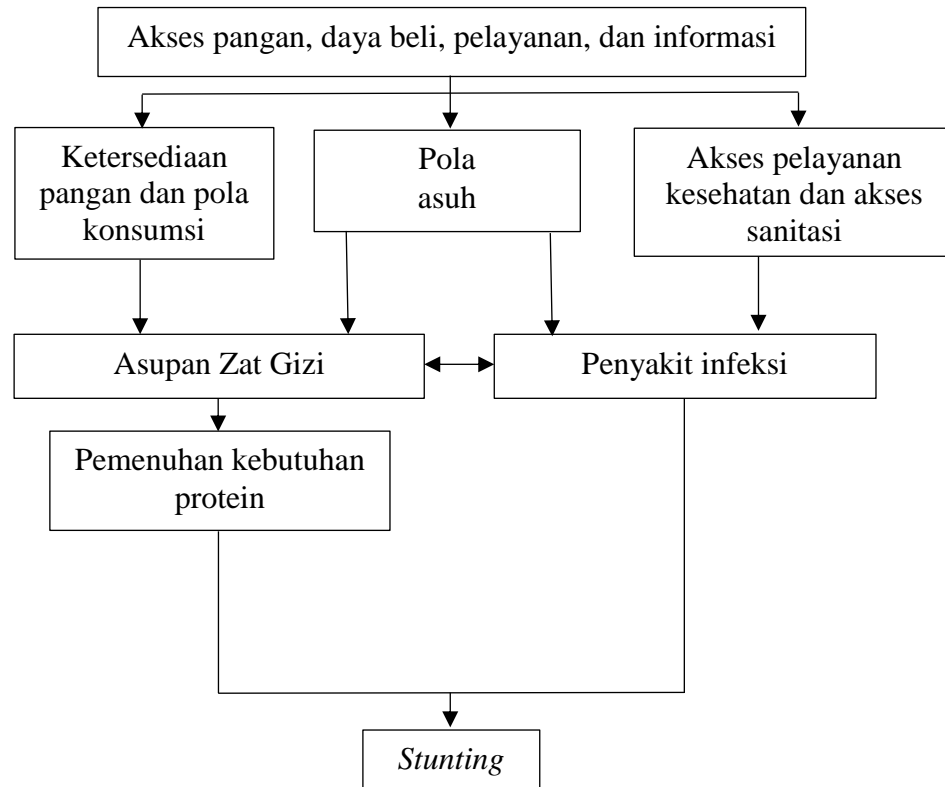 Akses pangan, daya beli, pelayanan, dan informasi
Ketersediaan
pangan dan pola
konsumsi
Pola
asuh
Akses pelayanan
kesehatan dan akses
sanitasi
Asupan Zat Gizi
Penyakit infeksi
Pemenuhan kebutuhan
protein
Stunting